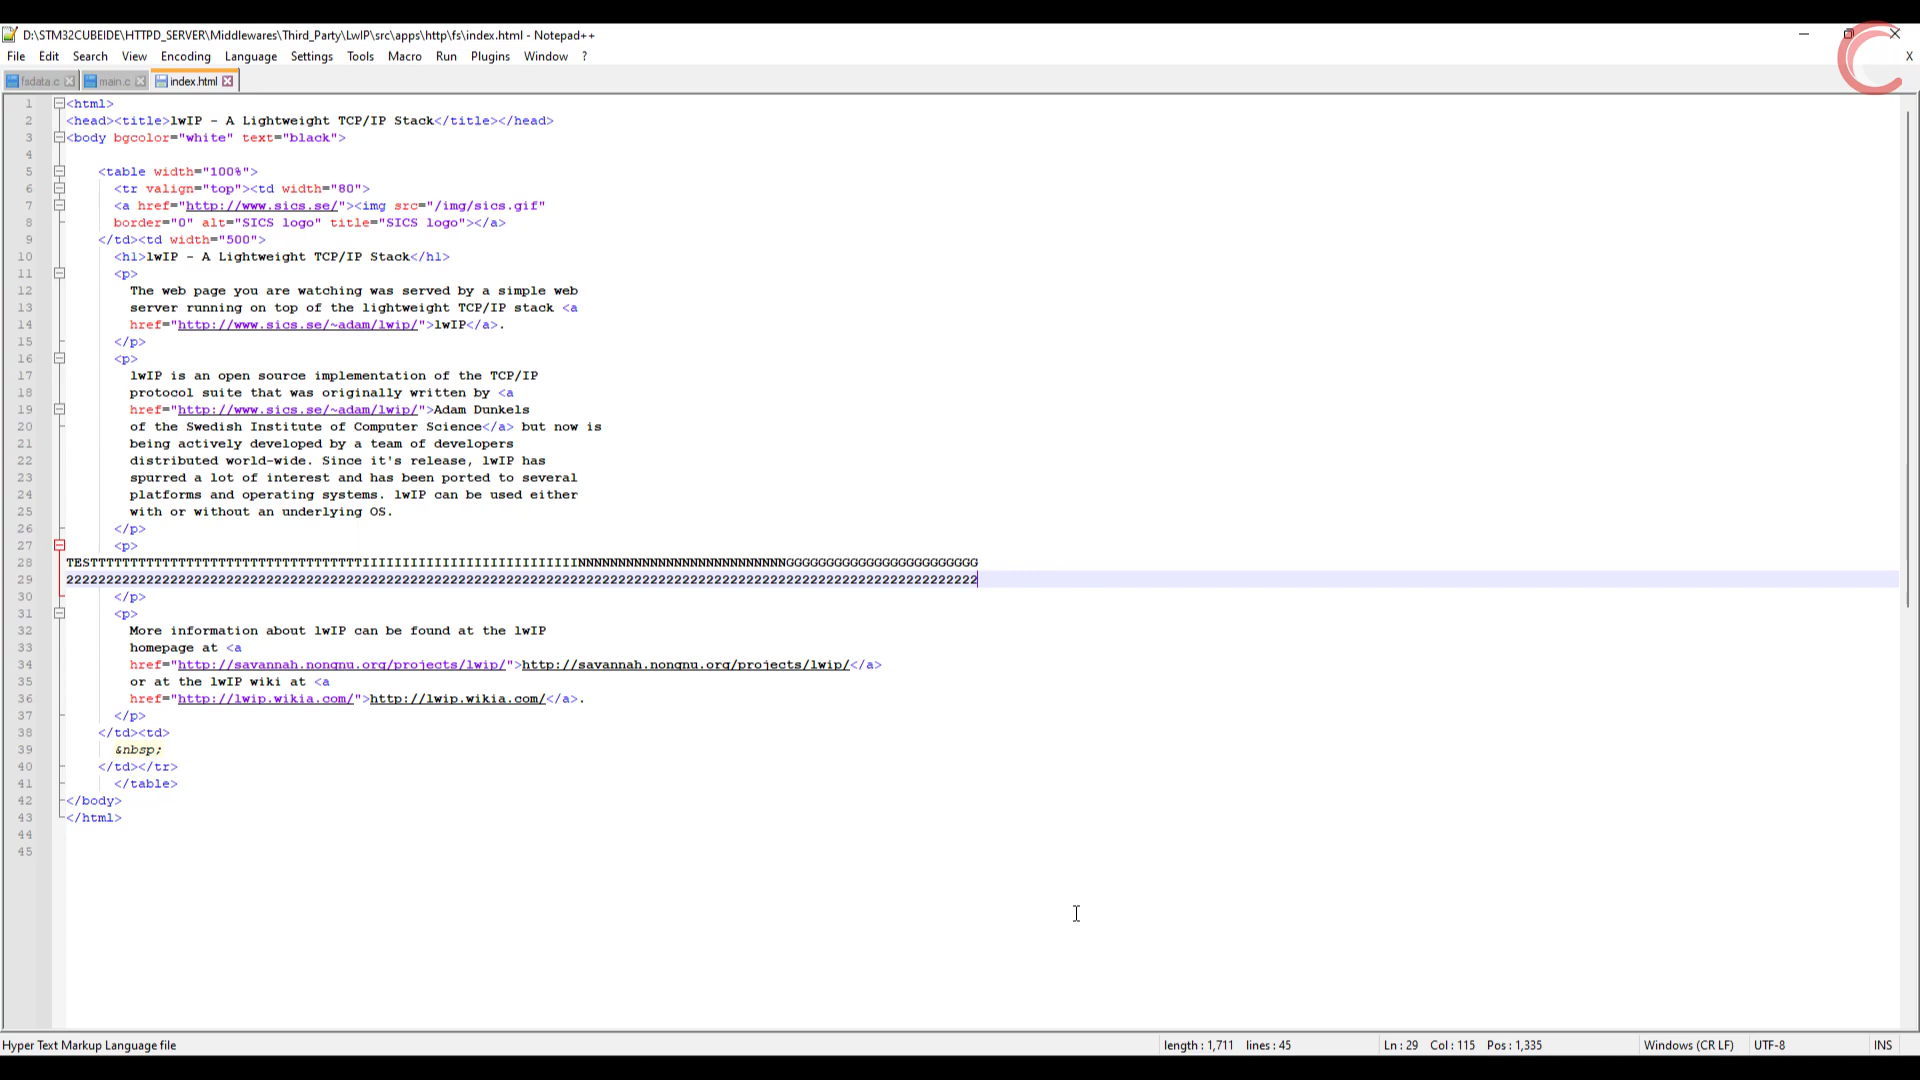 D:\STM32CUBEIDE\HTTPD_SERVER\Middlewares\Third_Party\LwIP\src\apps\http\fs\index.html - Notepad++
File Edit Search View Encoding Language Settings Tools Macro Run Plugins Window ? X
fsdata.c main.c index.html
1 <html>
2 <head><title>lwIP - A Lightweight TCP/IP Stack</title></head>
3 <body bgcolor="white" text="black">
4
5 <table width="100%">
6 <tr valign="top"><td width="80">
7 <a href="http://www.sics.se/"><img src="/img/sics.gif"
8 border="0" alt="SICS logo" title="SICS logo"></a>
9 </td><td width="500">
10 <h1>lwIP - A Lightweight TCP/IP Stack</h1>
11 <p>
12 The web page you are watching was served by a simple web
13 server running on top of the lightweight TCP/IP stack <a
14 href="http://www.sics.se/~adam/lwip/">lwIP</a>.
15 </p>
16 <p>
17 lwIP is an open source implementation of the TCP/IP
18 protocol suite that was originally written by <a
19 href="http://www.sics.se/~adam/lwip/">Adam Dunkels
20 of the Swedish Institute of Computer Science</a> but now is
21 being actively developed by a team of developers
22 distributed world-wide. Since it's release, lwIP has
23 spurred a lot of interest and has been ported to several
24 platforms and operating systems. lwIP can be used either
25 with or without an underlying OS.
26 </p>
27 <p>
28 TESTTTTTTTTTTTTTTTTTTTTTTTTTTTTTTTTTTIIIIIIIIIIIIIIIIIIIIIIIIIIINNNNNNNNNNNNNNNNNNNNNNNNNNGGGGGGGGGGGGGGGGGGGGGGGG
29 222222222222222222222222222222222222222222222222222222222222222222222222222222222222222222222222222222222222222222
30 </p>
31 <p>
32 More information about lwIP can be found at the lwIP
33 homepage at <a
34 href="http://savannah.nongnu.org/projects/lwip/">http://savannah.nongnu.org/projects/lwip/</a>
35 or at the lwIP wiki at <a
36 href="http://lwip.wikia.com/">http://lwip.wikia.com/</a>.
37 </p>
38 </td><td>
39 &nbsp;
40 </td></tr>
41 </table>
42 </body>
43 </html>
44
45
Hyper Text Markup Language file length : 1,711 lines : 45 Ln : 29 Col : 115 Pos : 1,335 Windows (CR LF) UTF-8 INS